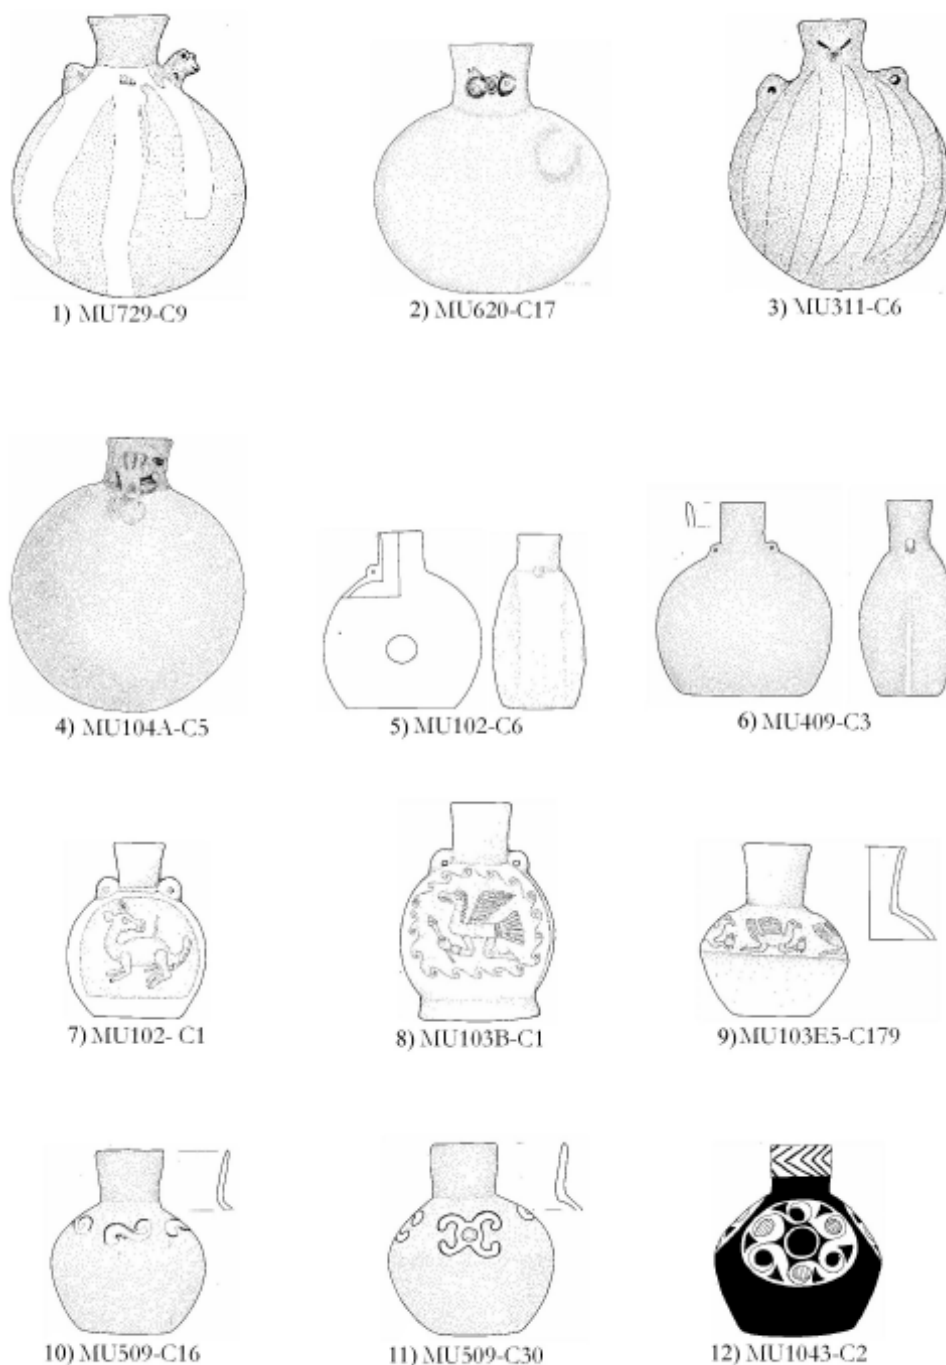 1) MU729-C9
2) MU620-C17
3) MU311-C6
4) MU104A-C5
5) MU102-C6
6) MU409-C3
7) MU102- C1
8) MU103B-C1
9) MU103E5-C179
10) MU509-C16
11) MU509-C30
12) MU1043-C2